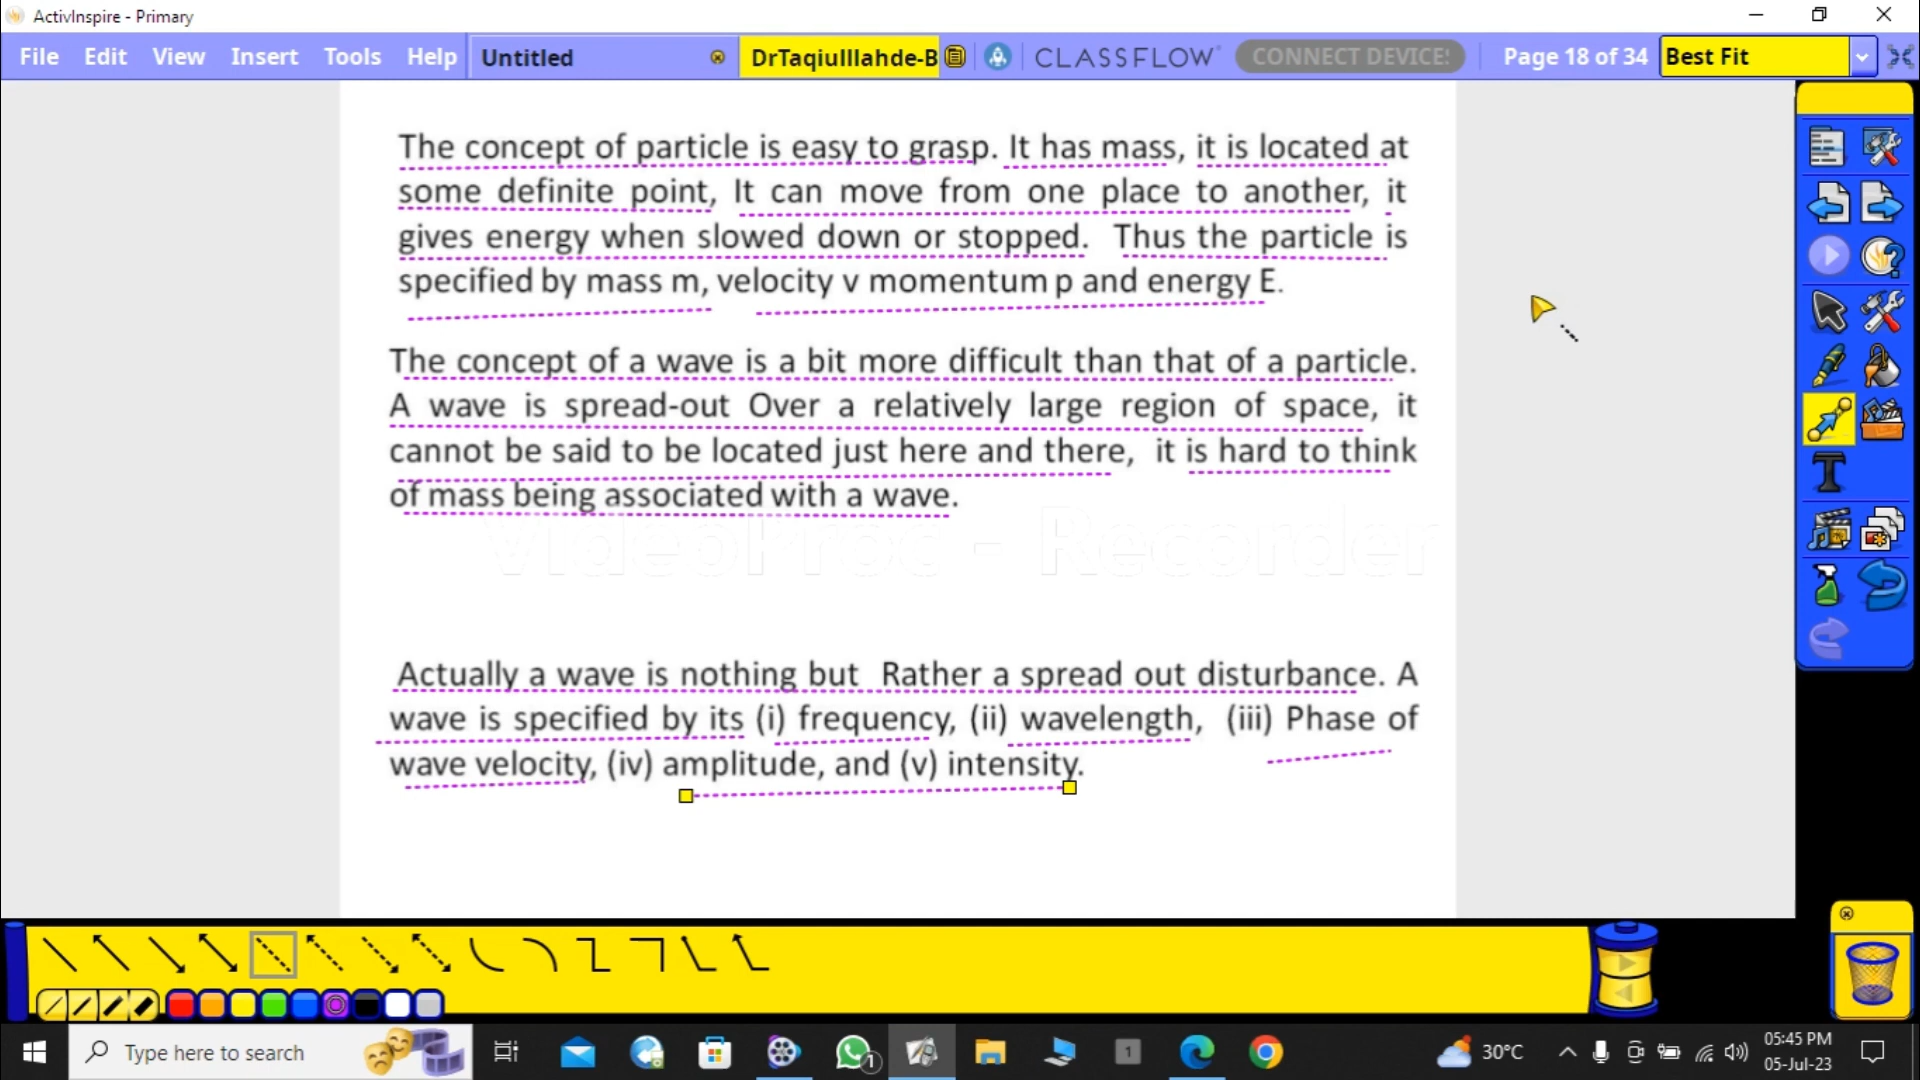 ActivInspire - Primary
File Edit View Insert Tools Help Untitled DrTaqiulllahde-B CLASSFLOW CONNECT DEVICE! Page 18 of 34 Best Fit
The concept of particle is easy to grasp. It has mass, it is located at
some definite point, It can move from one place to another, it
gives energy when slowed down or stopped. Thus the particle is
specified by mass m, velocity v momentum p and energy E.
The concept of a wave is a bit more difficult than that of a particle.
A wave is spread-out Over a relatively large region of space, it
cannot be said to be located just here and there, it is hard to think
of mass being associated with a wave.
VideoProc - Recorder
Actually a wave is nothing but Rather a spread out disturbance. A
wave is specified by its (i) frequency, (ii) wavelength, (iii) Phase of
wave velocity, (iv) amplitude, and (v) intensity.
Type here to search 1 1 30°C 05:45 PM
05-Jul-23